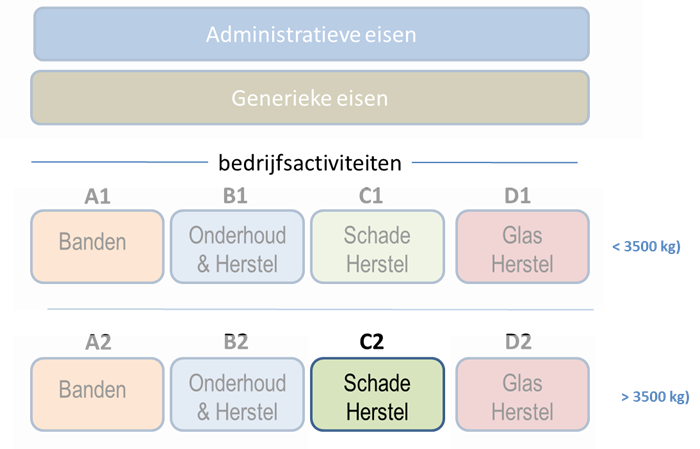 Administratieve eisen
Generieke eisen
bedrijfsactiviteiten
A1 B1 C1 D1
Banden
Onderhoud
& Herstel
Schade
Herstel
Glas
Herstel
< 3500 kg)
A2 B2 C2 D2
Banden
Onderhoud
& Herstel
Schade
Herstel
Glas
Herstel
> 3500 kg)